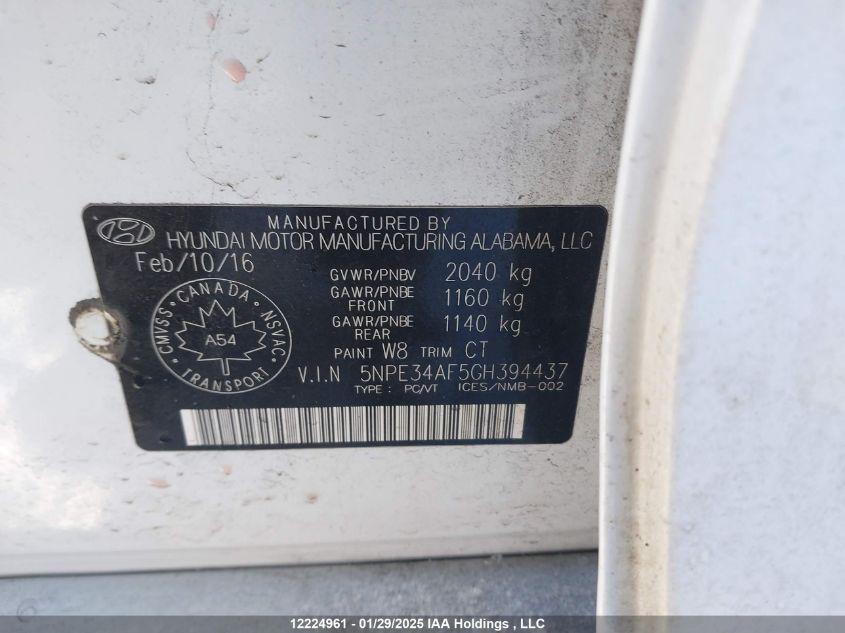 MANUFACTURED BY
HYUNDAI MOTOR MANUFACTURING ALABAMA, LLC
Feb/10/16
GVWR/PNBV 2040 kg
GAWR/PNBE FRONT 1160 kg
GAWR/PNBE REAR 1140 kg
PAINT W8 TRIM CT
V.I.N 5NPE34AF5GH394437
TYPE : PC/VT ICES/NMB-002
CANADA
CMVSS NSVAC
A54
TRANSPORT
12224961 - 01/29/2025 IAA Holdings, LLC